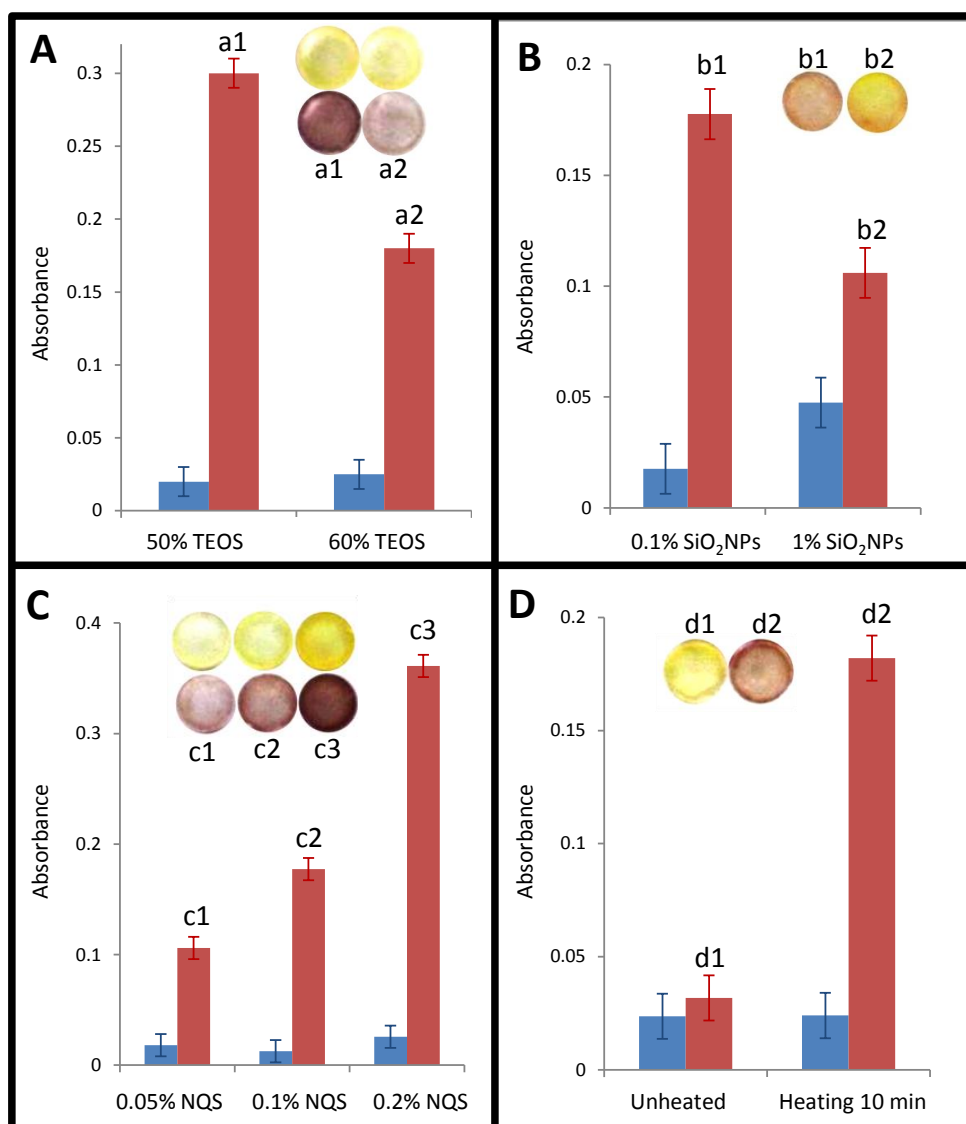 A
a1
0.3
0.25
0.2
0.15
0.1
0.05
0
Absorbance
a1 a2
a2
50% TEOS 60% TEOS
B
0.2
0.15
0.1
0.05
0
Absorbance
b1
b1 b2
b2
0.1% SiO₂NPs 1% SiO₂NPs
C
0.4
0.3
0.2
0.1
0
Absorbance
c1 c2 c3
c3
c2
c1
0.05% NQS 0.1% NQS 0.2% NQS
D
0.2
0.15
0.1
0.05
0
Absorbance
d1 d2
d2
d1
Unheated Heating 10 min